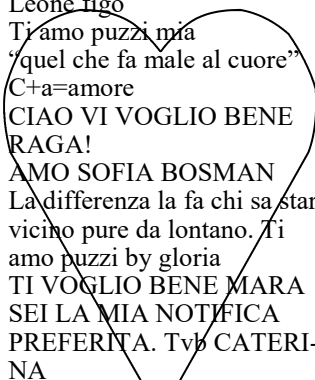 Leone figo
Ti amo puzzi mia
“quel che fa male al cuore”
C+a=amore
CIAO VI VOGLIO BENE
RAGA!
AMO SOFIA BOSMAN
La differenza la fa chi sa star
vicino pure da lontano. Ti
amo puzzi by gloria
TI VOGLIO BENE MARA
SEI LA MIA NOTIFICA
PREFERITA. Tvb CATERI-
NA